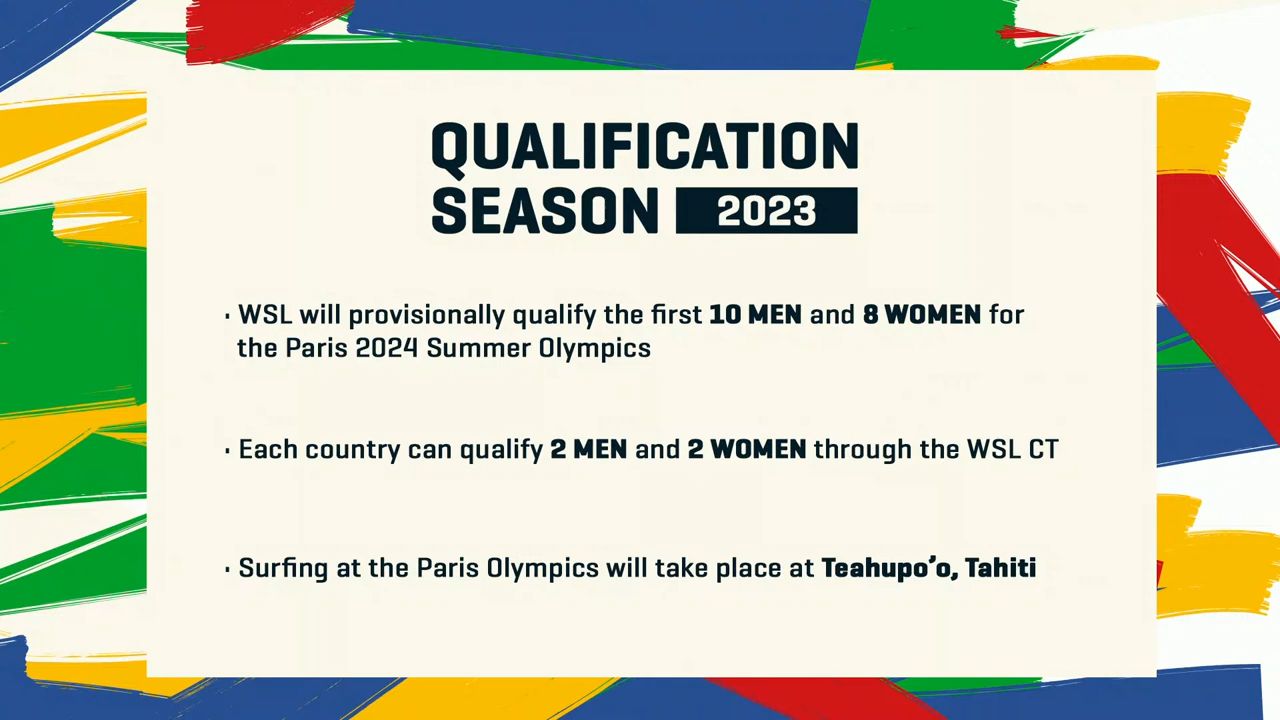 QUALIFICATION
SEASON 2023
· WSL will provisionally qualify the first 10 MEN and 8 WOMEN for
the Paris 2024 Summer Olympics
· Each country can qualify 2 MEN and 2 WOMEN through the WSL CT
· Surfing at the Paris Olympics will take place at Teahupo’o, Tahiti